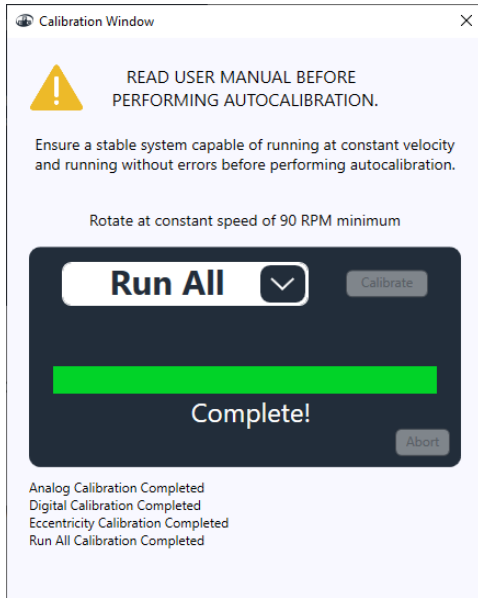 Calibration Window
READ USER MANUAL BEFORE
PERFORMING AUTOCALIBRATION.
Ensure a stable system capable of running at constant velocity
and running without errors before performing autocalibration.
Rotate at constant speed of 90 RPM minimum
Run All
Calibrate
Complete!
Abort
Analog Calibration Completed
Digital Calibration Completed
Eccentricity Calibration Completed
Run All Calibration Completed